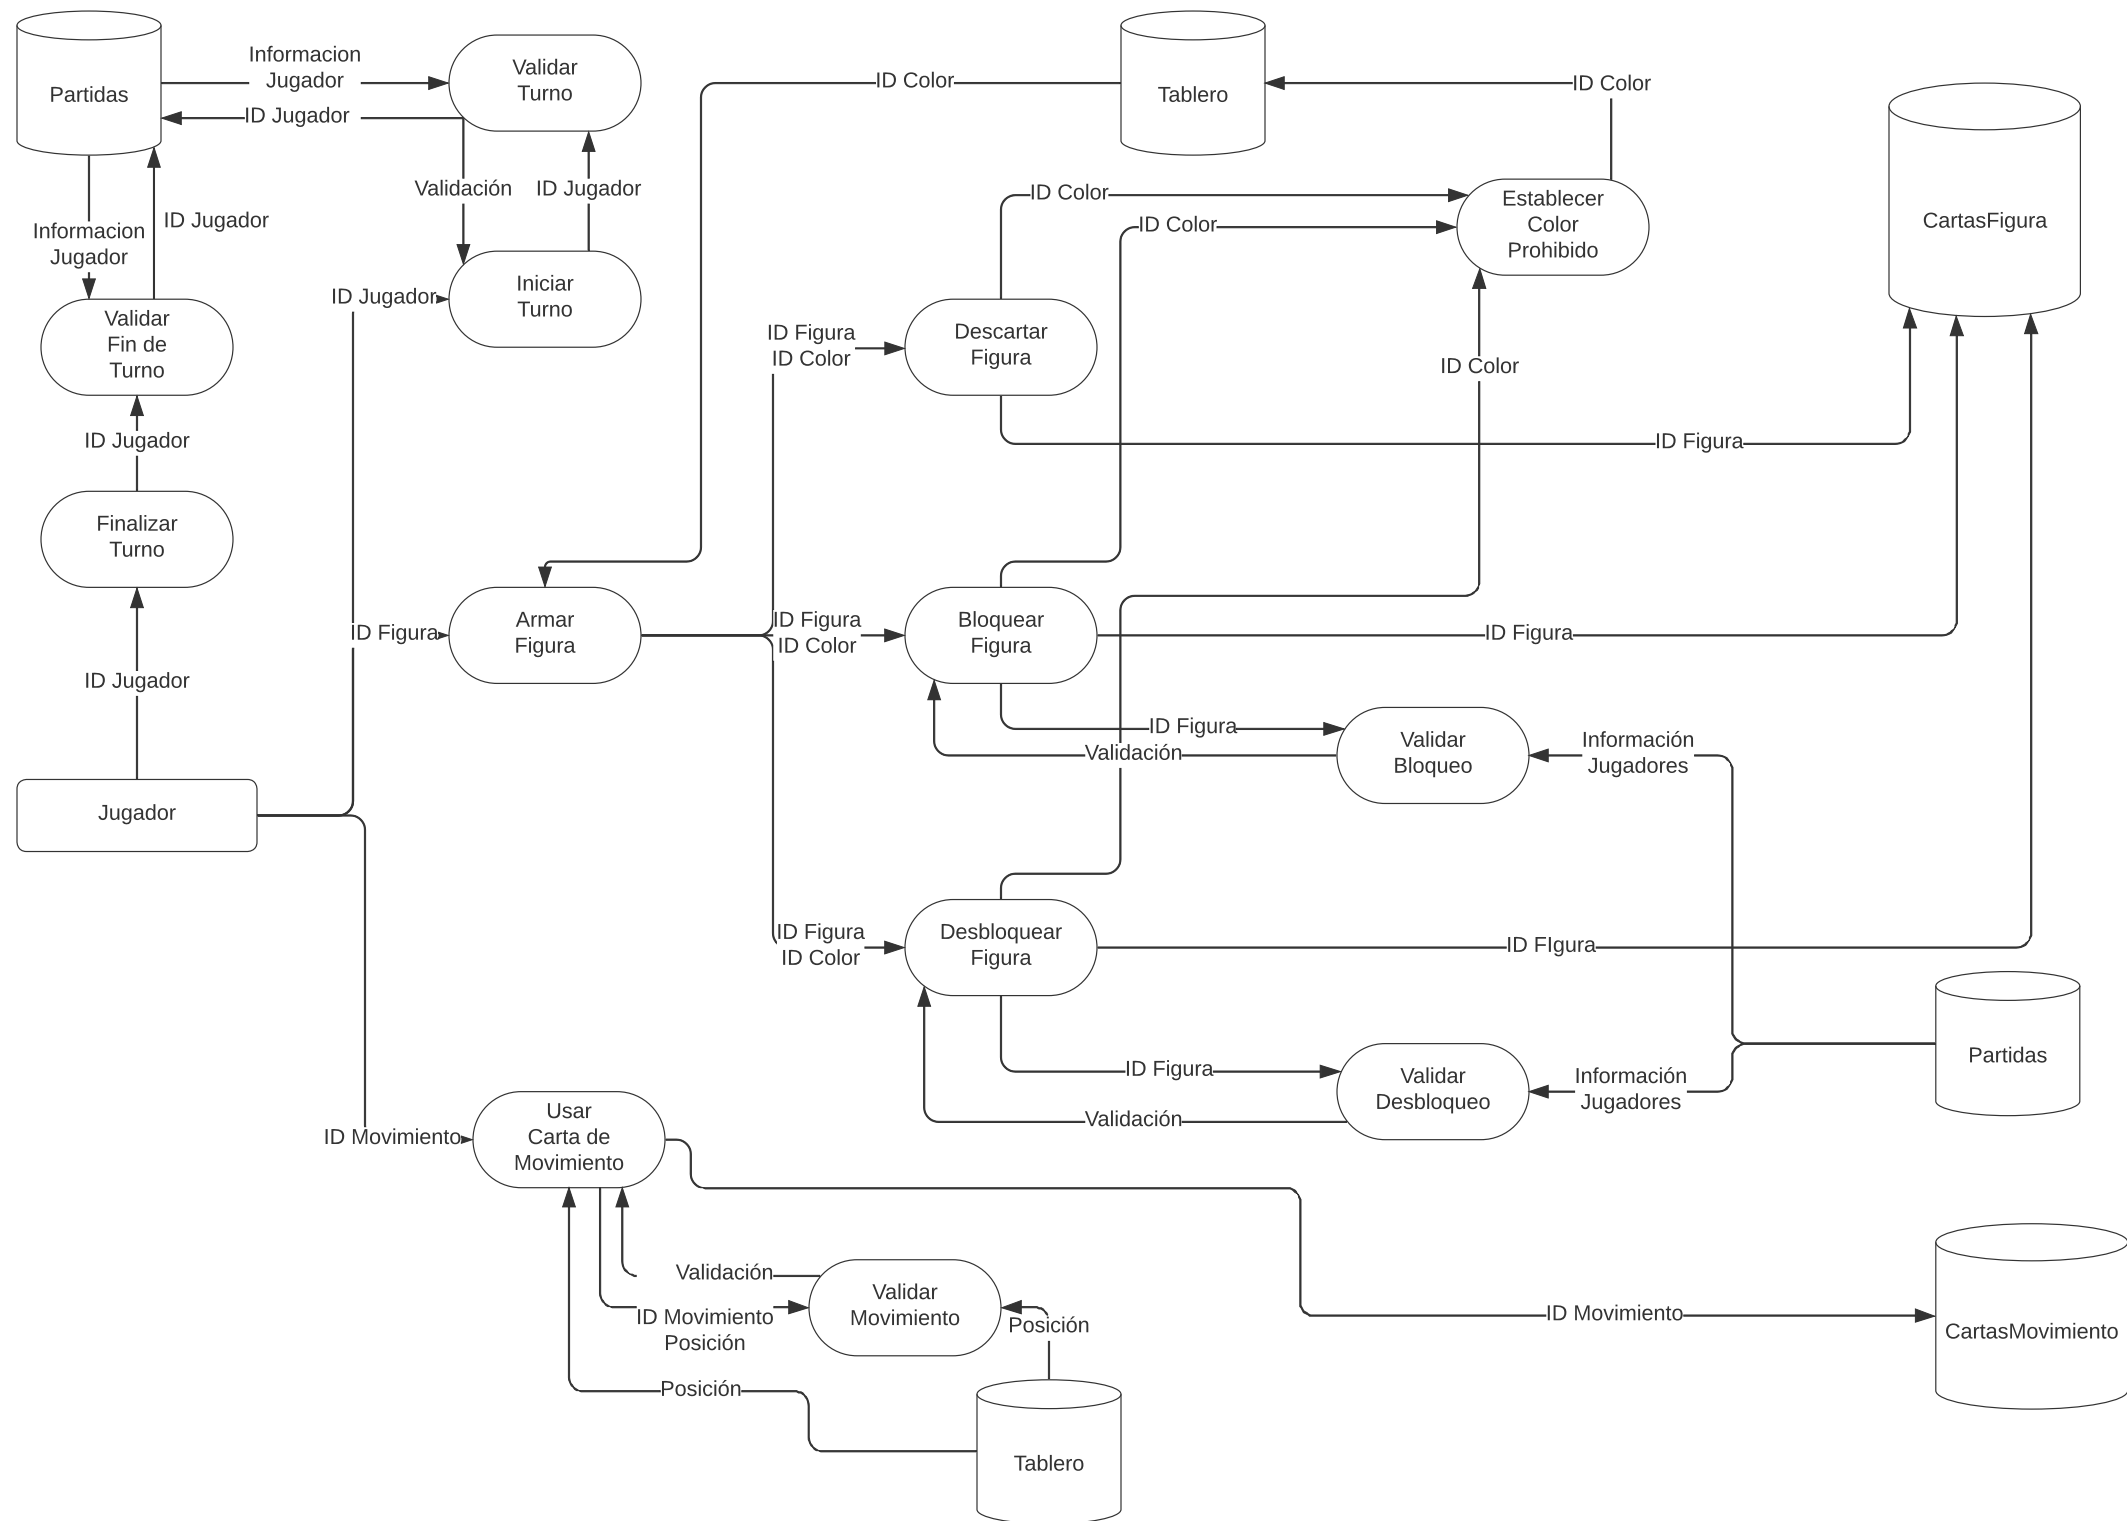 Partidas
Informacion
Jugador
ID Jugador
Validar
Turno
Validación
ID Jugador
Informacion
Jugador
ID Jugador
Validar
Fin de
Turno
ID Jugador
Iniciar
Turno
ID Jugador
Finalizar
Turno
ID Jugador
Jugador
ID Color
Tablero
ID Color
CartasFigura
ID Color
ID Color
Establecer
Color
Prohibido
ID Figura
ID Color
Descartar
Figura
ID Color
ID Figura
ID Figura
Armar
Figura
ID Figura
ID Color
Bloquear
Figura
ID Figura
ID Figura
Validación
Validar
Bloqueo
Información
Jugadores
ID Figura
ID Color
Desbloquear
Figura
ID FIgura
Partidas
ID Figura
Validación
Validar
Desbloqueo
Información
Jugadores
ID Movimiento
Usar
Carta de
Movimiento
Validación
ID Movimiento
Posición
Validar
Movimiento
Posición
ID Movimiento
CartasMovimiento
Posición
Tablero